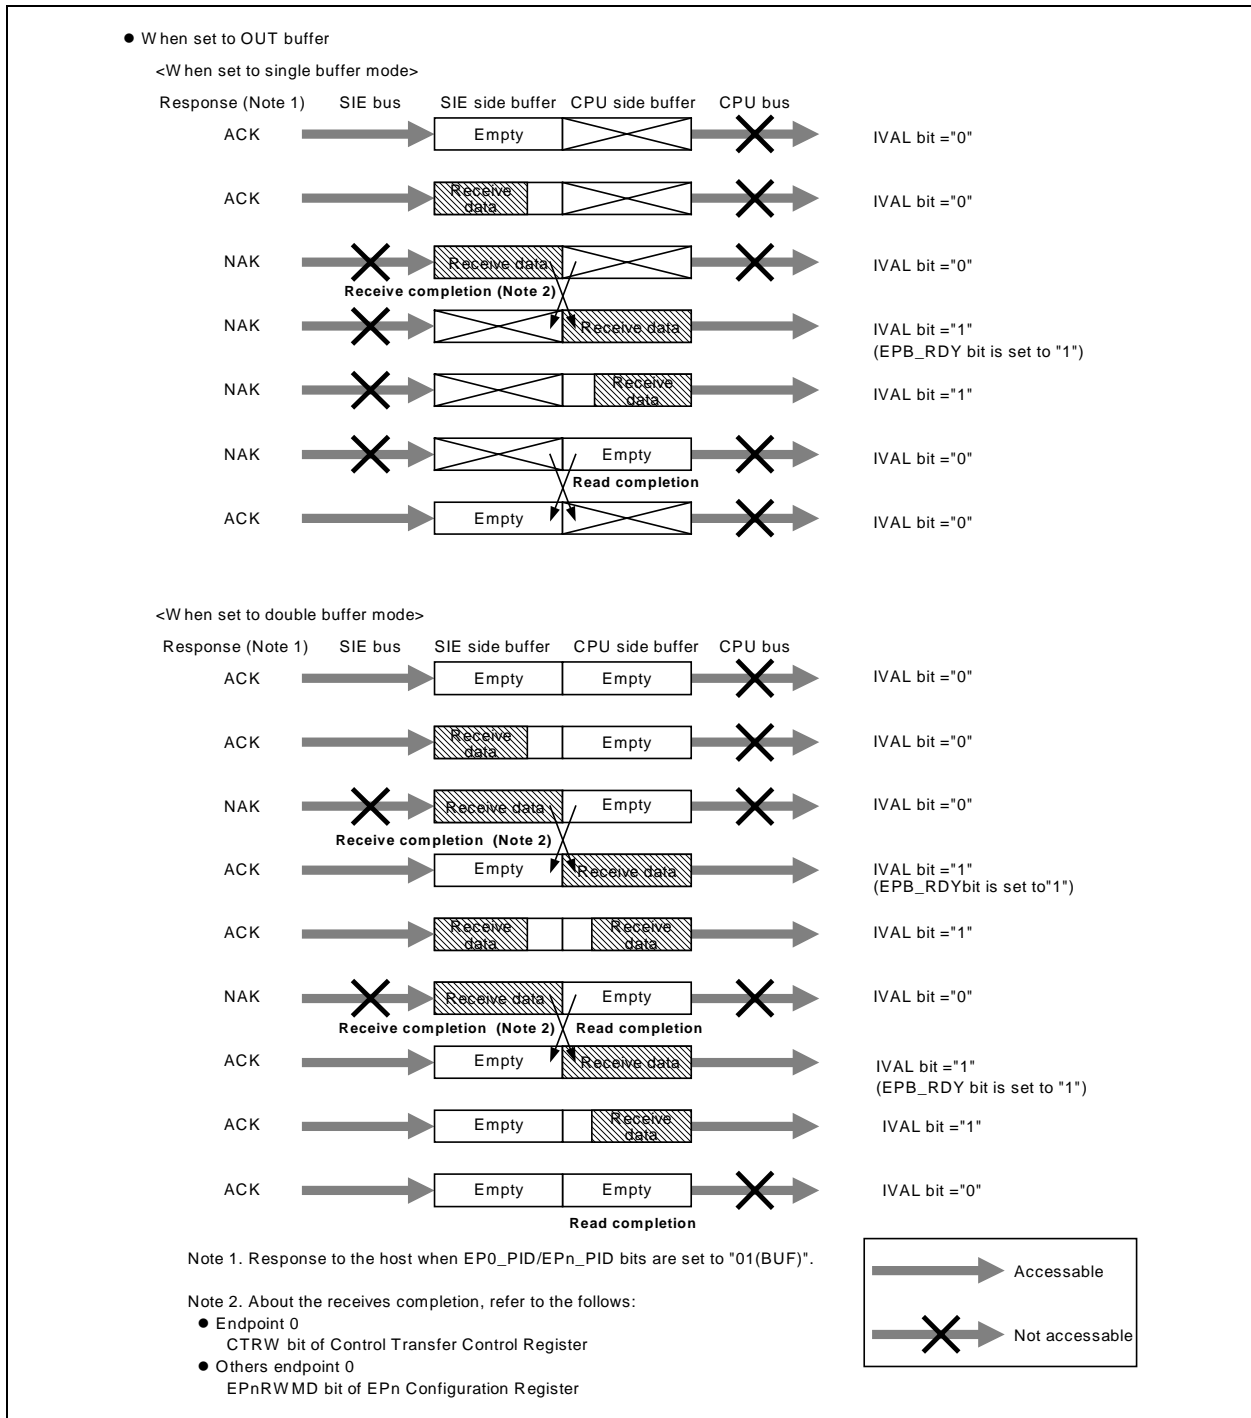 ● When set to OUT buffer
<When set to single buffer mode>
Response (Note 1) SIE bus SIE side buffer CPU side buffer CPU bus
ACK Empty IVAL bit ="0"
ACK Receive data IVAL bit ="0"
NAK Receive data IVAL bit ="0"
Receive completion (Note 2)
NAK Receive data IVAL bit ="1"
(EPB_RDY bit is set to "1")
NAK Receive data IVAL bit ="1"
NAK Empty IVAL bit ="0"
Read completion
ACK Empty IVAL bit ="0"
<When set to double buffer mode>
Response (Note 1) SIE bus SIE side buffer CPU side buffer CPU bus
ACK Empty Empty IVAL bit ="0"
ACK Receive data Empty IVAL bit ="0"
NAK Receive data Empty IVAL bit ="0"
Receive completion (Note 2)
ACK Empty Receive data IVAL bit ="1"
(EPB_RDYbit is set to"1")
ACK Receive data Receive data IVAL bit ="1"
NAK Receive data Empty IVAL bit ="0"
Receive completion (Note 2) Read completion
ACK Empty Receive data IVAL bit ="1"
(EPB_RDY bit is set to "1")
ACK Empty Receive data IVAL bit ="1"
ACK Empty Empty IVAL bit ="0"
Read completion
Note 1. Response to the host when EP0_PID/EPn_PID bits are set to "01(BUF)".
Accessable
Note 2. About the receives completion, refer to the follows:
● Endpoint 0
CTRW bit of Control Transfer Control Register
Not accessable
● Others endpoint 0
EPnRWMD bit of EPn Configuration Register